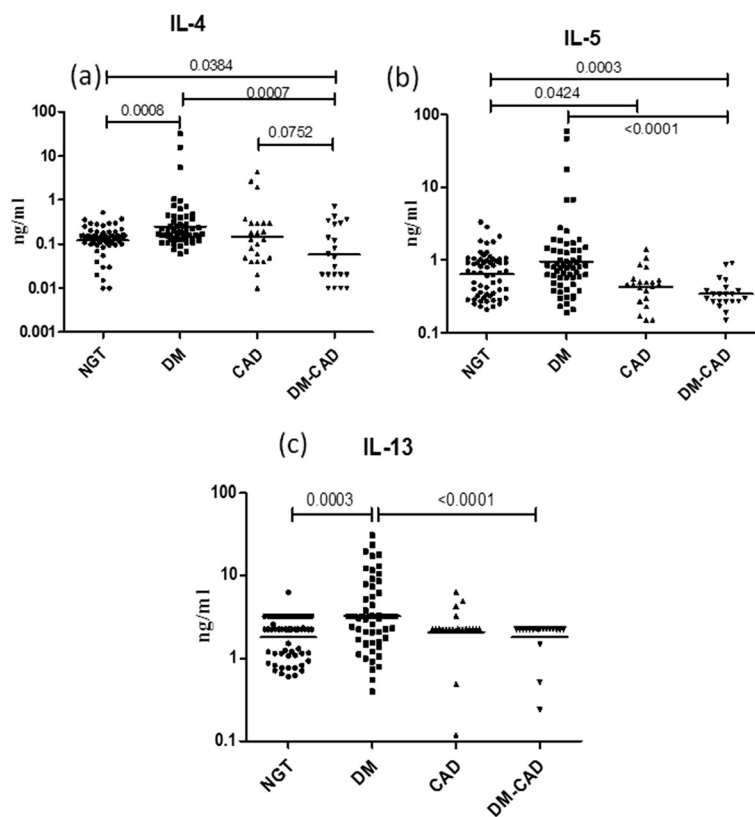 IL-4
(a)
0.0384
0.0007
0.0008
0.0752
100
10
1
0.1
0.01
0.001
ng/ml
NGT
DM
CAD
DM-CAD
IL-5
(b)
0.0003
0.0424
<0.0001
100
10
1
0.1
ng/ml
NGT
DM
CAD
DM-CAD
(c)
IL-13
0.0003
<0.0001
100
10
1
0.1
ng/ml
NGT
DM
CAD
DM-CAD